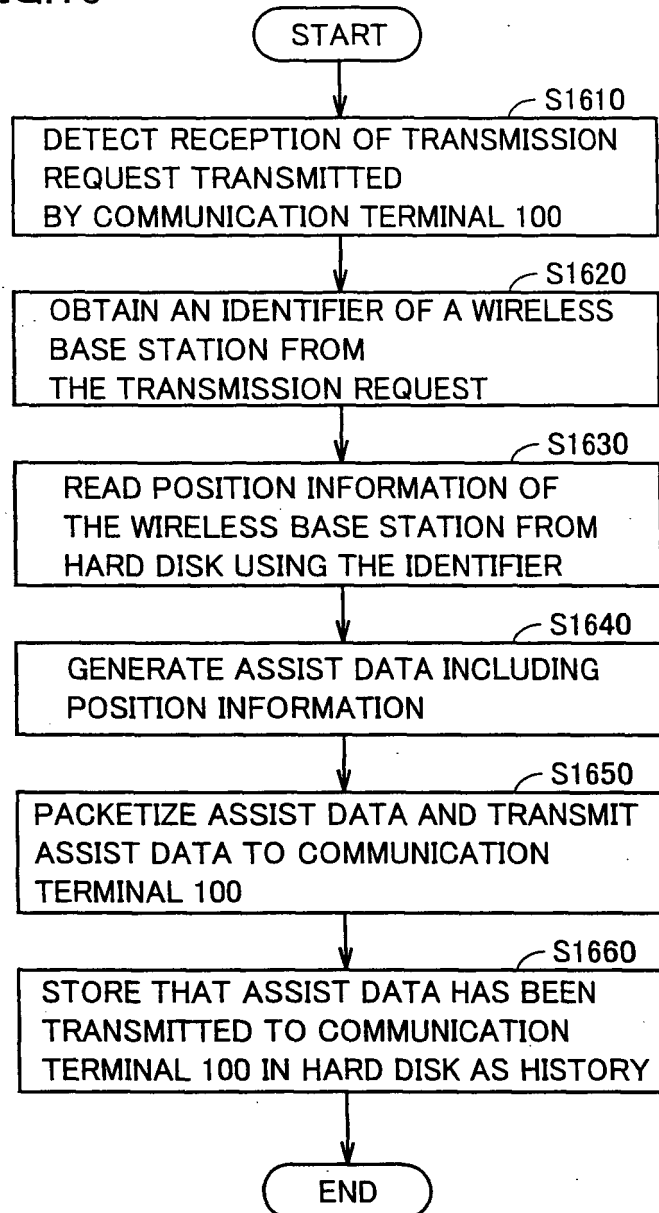 START
S1610
DETECT RECEPTION OF TRANSMISSION
REQUEST TRANSMITTED
BY COMMUNICATION TERMINAL 100
S1620
OBTAIN AN IDENTIFIER OF A WIRELESS
BASE STATION FROM
THE TRANSMISSION REQUEST
S1630
READ POSITION INFORMATION OF
THE WIRELESS BASE STATION FROM
HARD DISK USING THE IDENTIFIER
S1640
GENERATE ASSIST DATA INCLUDING
POSITION INFORMATION
S1650
PACKETIZE ASSIST DATA AND TRANSMIT
ASSIST DATA TO COMMUNICATION
TERMINAL 100
S1660
STORE THAT ASSIST DATA HAS BEEN
TRANSMITTED TO COMMUNICATION
TERMINAL 100 IN HARD DISK AS HISTORY
END